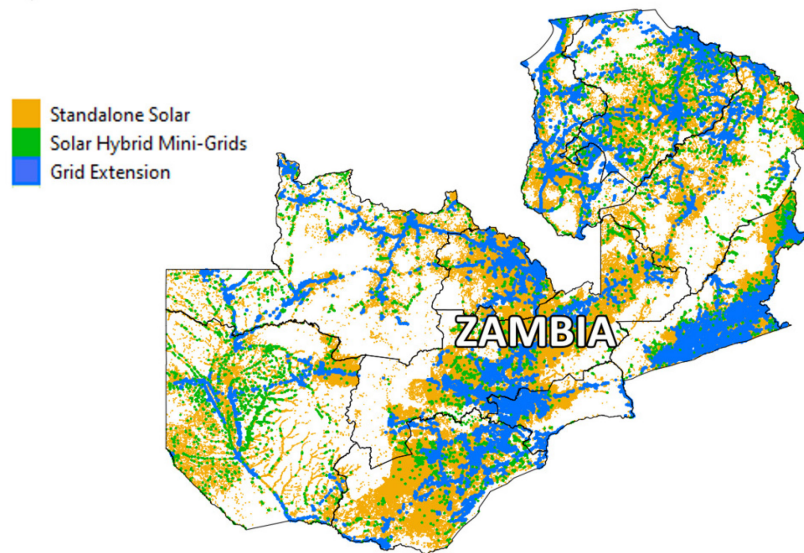 Standalone Solar
Solar Hybrid Mini-Grids
Grid Extension
ZAMBIA